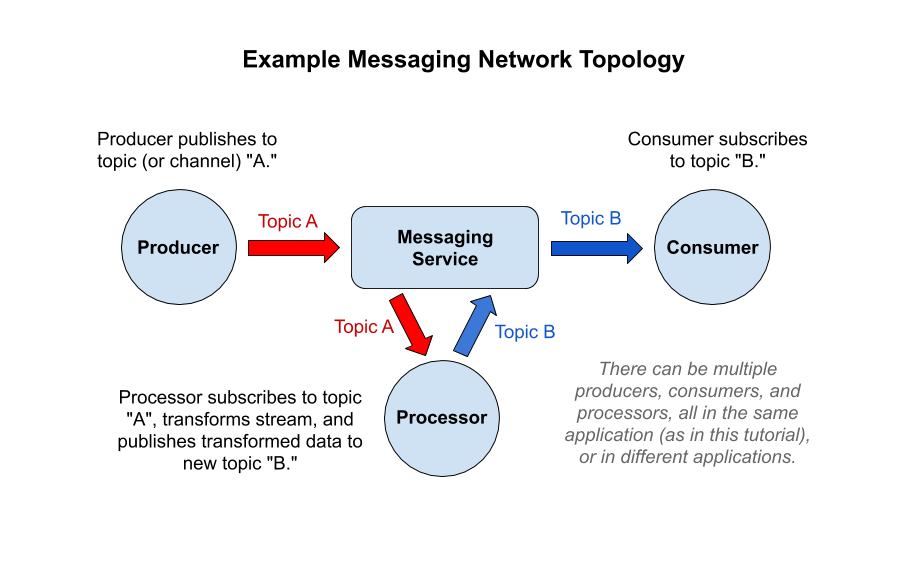 Example Messaging Network Topology
Producer publishes to
topic (or channel) "A."
Consumer subscribes
to topic "B."
Topic A
Topic B
Producer
Messaging
Service
Consumer
Topic A
Topic B
Processor
Processor subscribes to topic
"A", transforms stream, and
publishes transformed data to
new topic "B."
There can be multiple
producers, consumers, and
processors, all in the same
application (as in this tutorial),
or in different applications.